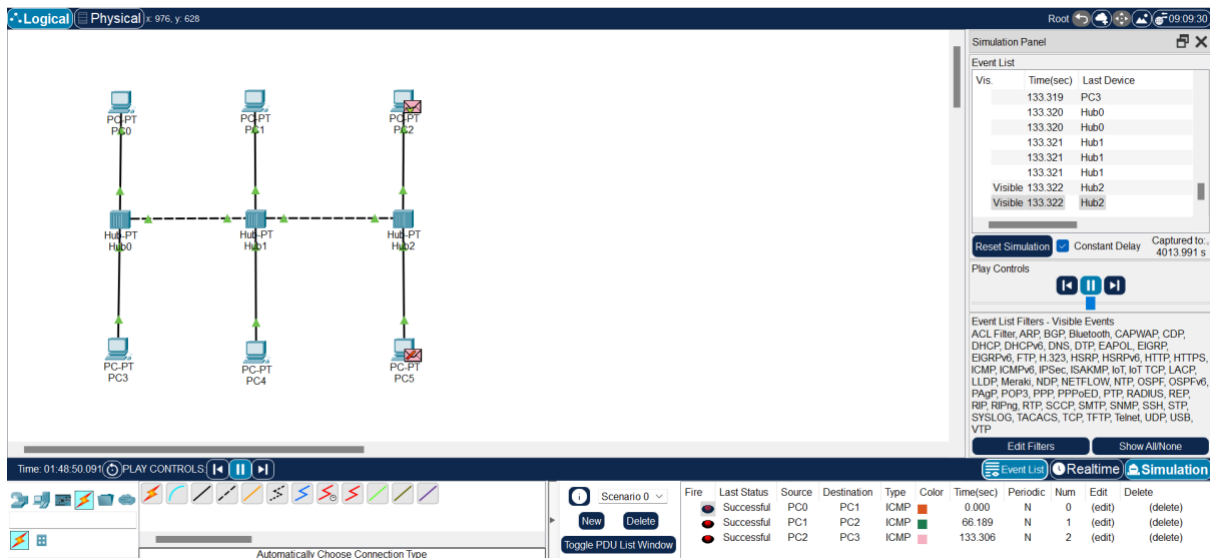 Logical Physical x: 976, y: 628 Root 09:09:30
Simulation Panel
Event List
Vis. Time(sec) Last Device
133.319 PC3
133.320 Hub0
133.320 Hub0
133.321 Hub1
133.321 Hub1
133.321 Hub1
Visible 133.322 Hub2
Visible 133.322 Hub2
Reset Simulation Constant Delay Captured to:
4013.991 s
Play Controls
Event List Filters - Visible Events
ACL Filter, ARP, BGP, Bluetooth, CAPWAP, CDP,
DHCP, DHCPv6, DNS, DTP, EAPOL, EIGRP,
EIGRPv6, FTP, H.323, HSRP, HSRPv6, HTTP, HTTPS,
ICMP, ICMPv6, IPSec, ISAKMP, IoT, IoT TCP, LACP,
LLDP, Meraki, NDP, NETFLOW, NTP, OSPF, OSPFv6,
PAgP, POP3, PPP, PPPoED, PTP, RADIUS, REP,
RIP, RIPng, RTP, SCCP, SMTP, SNMP, SSH, STP,
SYSLOG, TACACS, TCP, TFTP, Telnet, UDP, USB,
VTP
Edit Filters Show All/None
PC-PT
PC0
PC-PT
PC1
PC-PT
PC2
Hub-PT
Hub0
Hub-PT
Hub1
Hub-PT
Hub2
PC-PT
PC3
PC-PT
PC4
PC-PT
PC5
Time: 01:48:50.091 PLAY CONTROLS: Event List Realtime Simulation
Automatically Choose Connection Type
Scenario 0
New Delete
Toggle PDU List Window
Fire Last Status Source Destination Type Color Time(sec) Periodic Num Edit Delete
Successful PC0 PC1 ICMP 0.000 N 0 (edit) (delete)
Successful PC1 PC2 ICMP 66.189 N 1 (edit) (delete)
Successful PC2 PC3 ICMP 133.306 N 2 (edit) (delete)